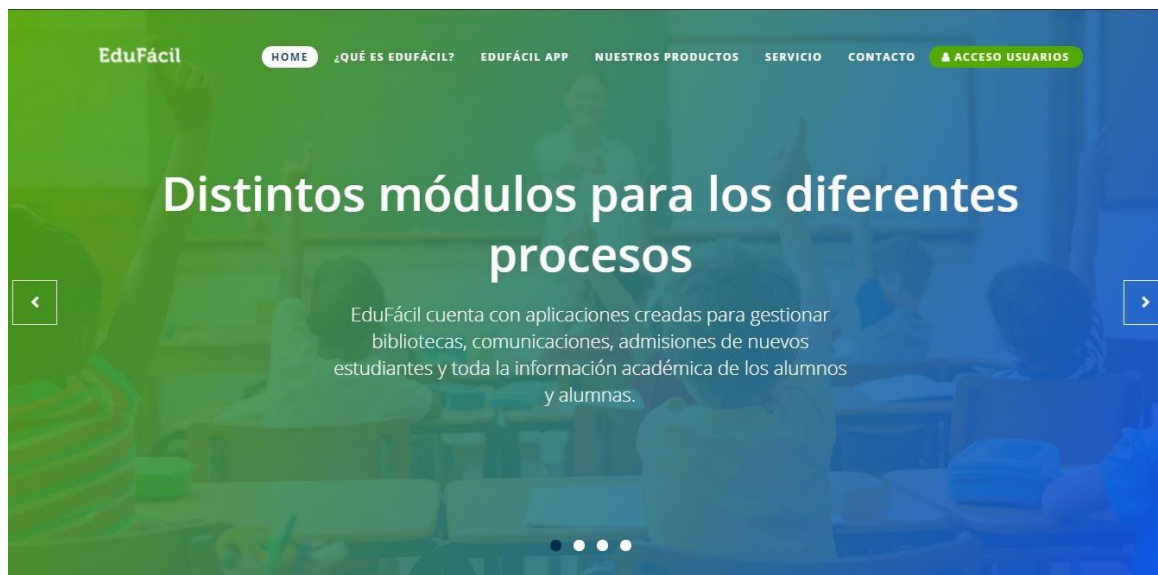 EduFácil
HOME ¿QUÉ ES EDUFÁCIL? EDUFÁCIL APP NUESTROS PRODUCTOS SERVICIO CONTACTO ACCESO USUARIOS
Distintos módulos para los diferentes
procesos
EduFácil cuenta con aplicaciones creadas para gestionar
bibliotecas, comunicaciones, admisiones de nuevos
estudiantes y toda la información académica de los alumnos
y alumnas.